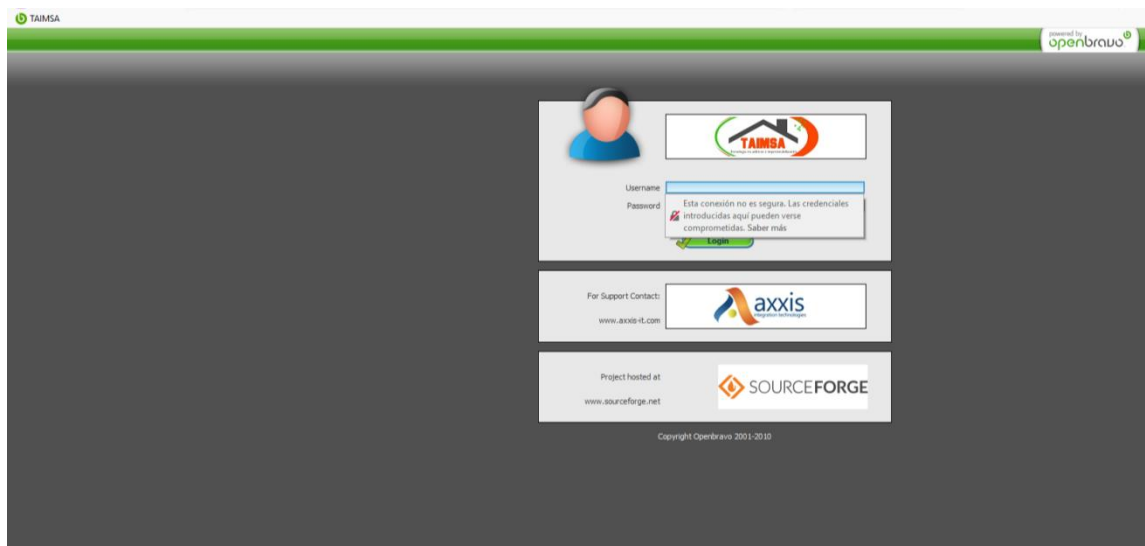 TAIMSA
powered by
openbravo
TAIMSA
Username
Password
Esta conexión no es segura. Las credenciales
introducidas aquí pueden verse
comprometidas. Saber más
Login
For Support Contact:
www.axxis-it.com
axxis
integration technologies
Project hosted at
www.sourceforge.net
SOURCEFORGE
Copyright Openbravo 2001-2010